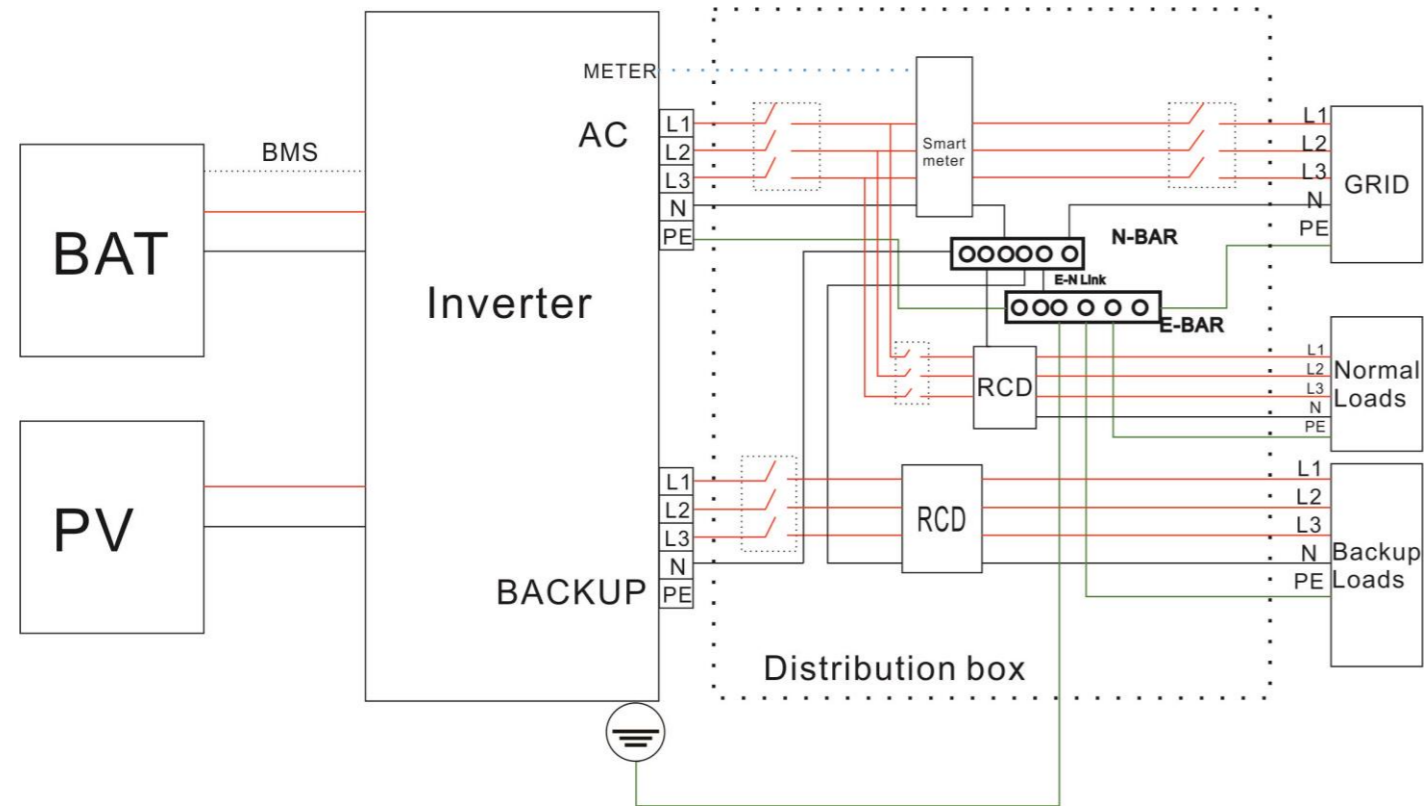 METER
AC
L1
L2
L3
N
PE
BMS
BAT
Inverter
PV
L1
L2
L3
N
PE
BACKUP
Smart
meter
N-BAR
E-N Link
E-BAR
RCD
RCD
Distribution box
L1
L2
L3
N
PE
GRID
L1
L2
L3
N
PE
Normal
Loads
L1
L2
L3
N
PE
Backup
Loads